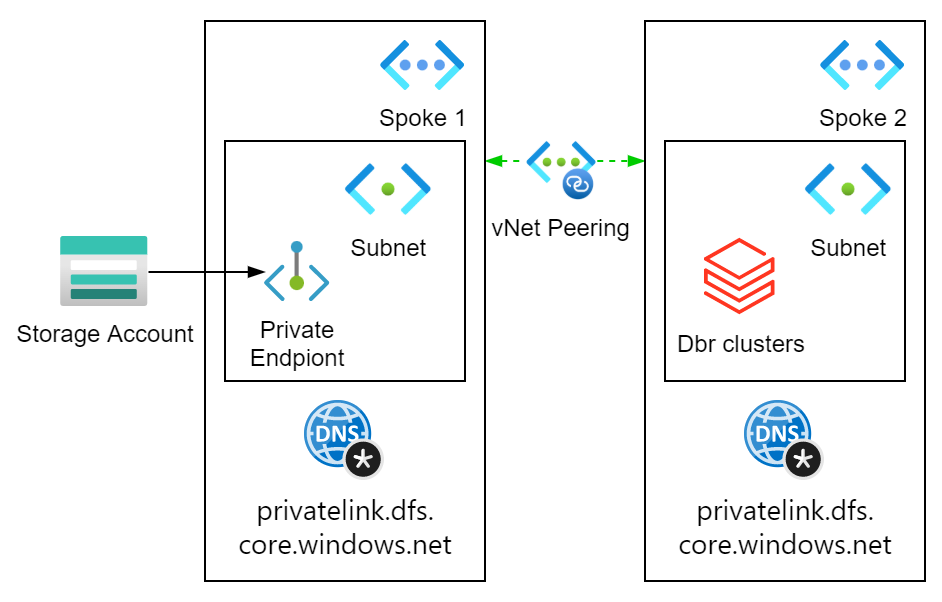 Spoke 1
Spoke 2
Subnet
vNet Peering
Subnet
Storage Account
Private
Endpiont
Dbr clusters
DNS
DNS
privatelink.dfs.
core.windows.net
privatelink.dfs.
core.windows.net